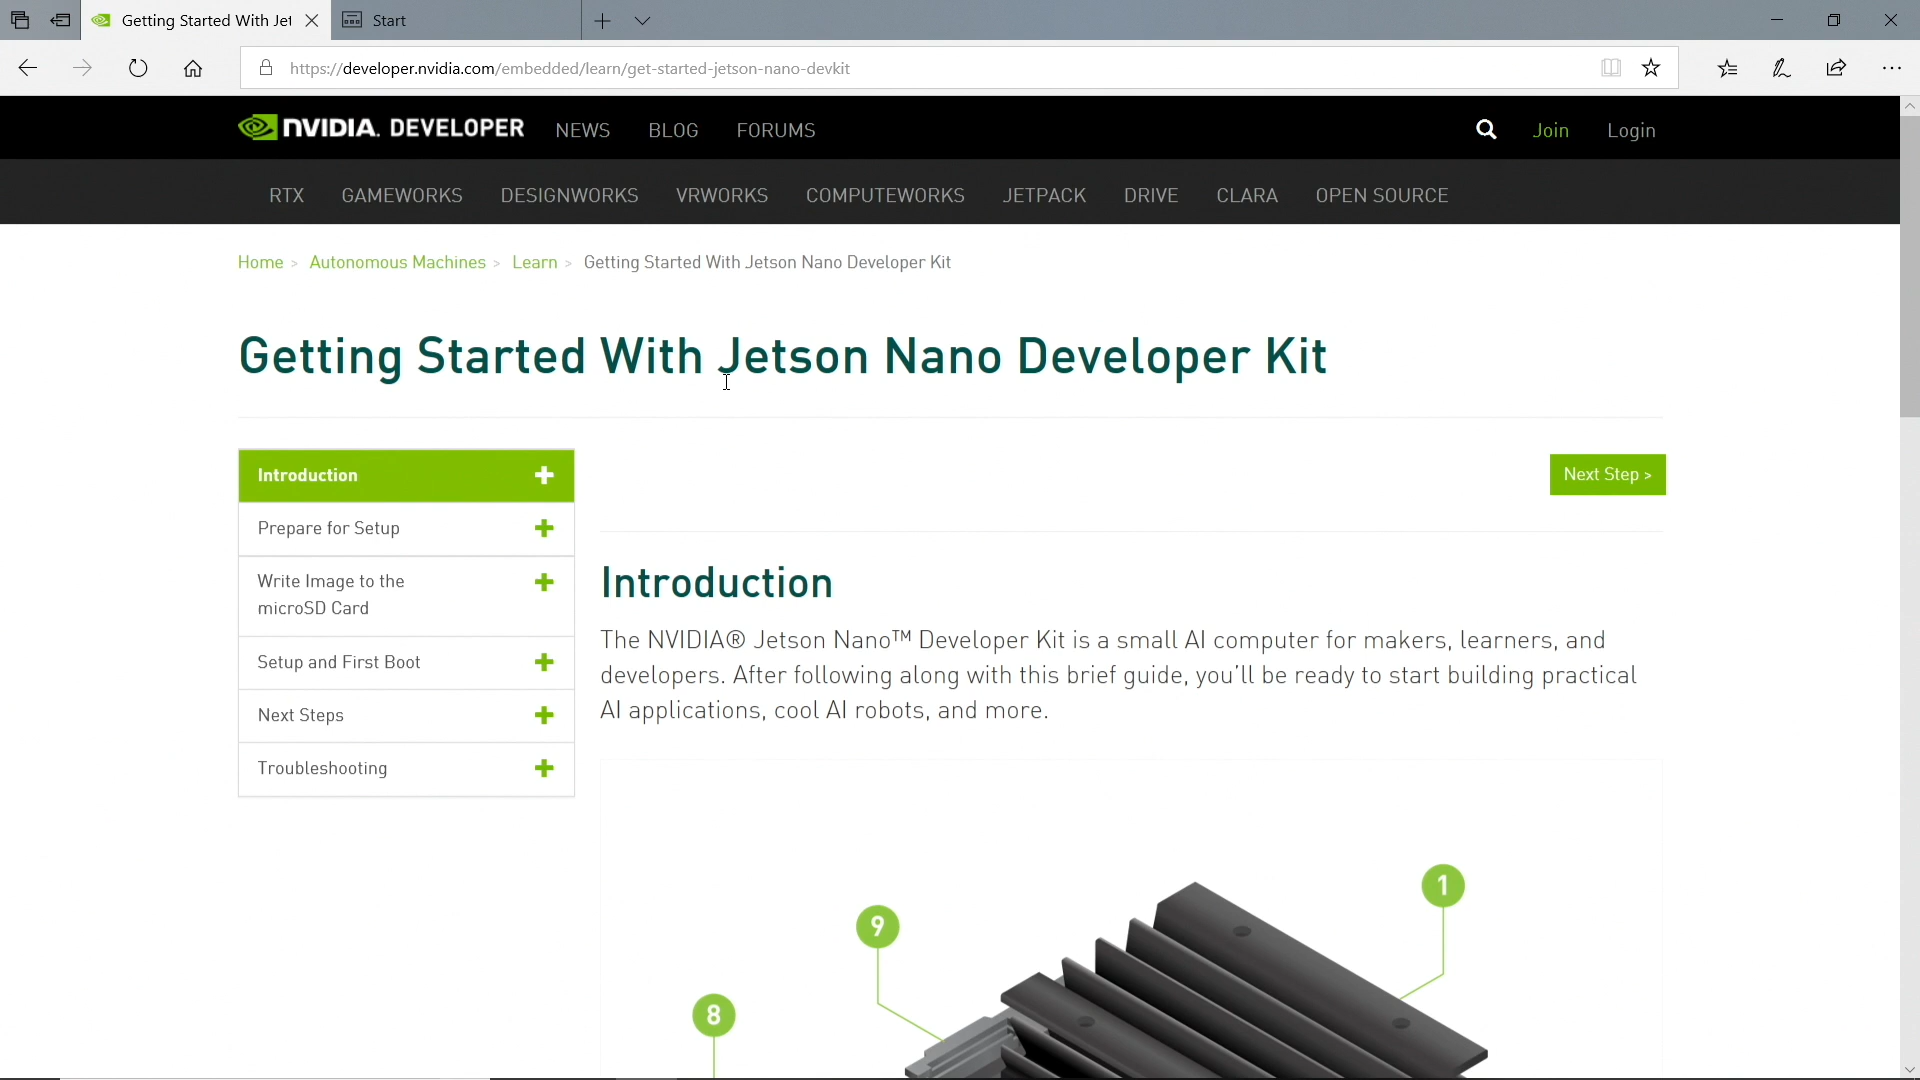 Getting Started With Jet
Start
https://developer.nvidia.com/embedded/learn/get-started-jetson-nano-devkit
NVIDIA. DEVELOPER NEWS BLOG FORUMS Join Login
RTX GAMEWORKS DESIGNWORKS VRWORKS COMPUTEWORKS JETPACK DRIVE CLARA OPEN SOURCE
Home > Autonomous Machines > Learn > Getting Started With Jetson Nano Developer Kit
Getting Started With Jetson Nano Developer Kit
Introduction
Prepare for Setup
Write Image to the
microSD Card
Setup and First Boot
Next Steps
Troubleshooting
Next Step >
Introduction
The NVIDIA® Jetson Nano™ Developer Kit is a small AI computer for makers, learners, and
developers. After following along with this brief guide, you'll be ready to start building practical
AI applications, cool AI robots, and more.
1
9
8